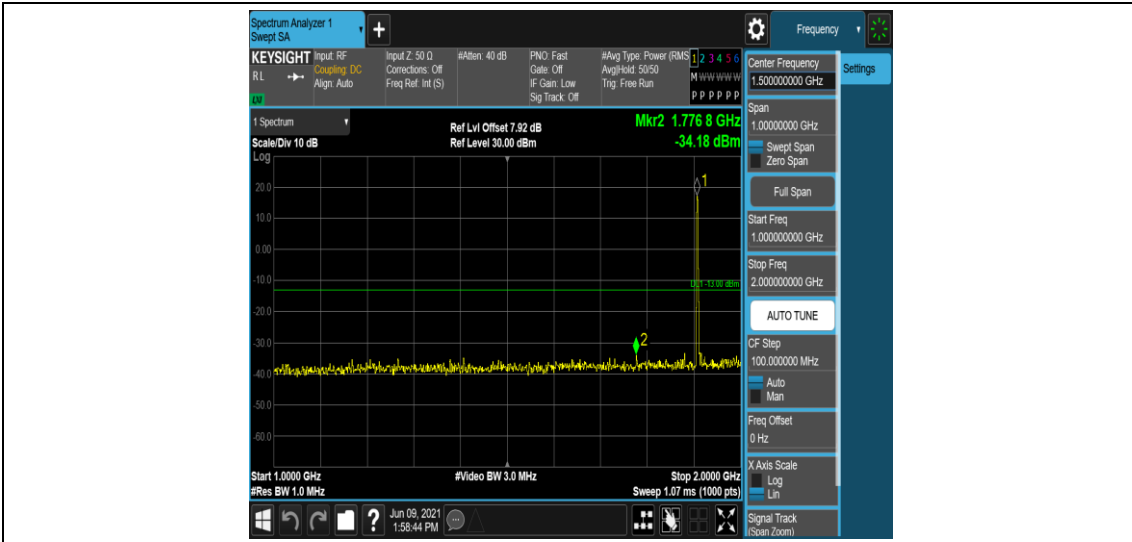 Spectrum Analyzer 1
Swept SA
Frequency
KEYSIGHT
RL
LXI
Input: RF
Coupling: DC
Align: Auto
Input Z: 50 Ω
Corrections: Off
Freq Ref: Int (S)
#Atten: 40 dB
PNO: Fast
Gate: Off
IF Gain: Low
Sig Track: Off
#Avg Type: Power (RMS
Avg|Hold: 50/50
Trig: Free Run
1 2 3 4 5 6
M W W W W W
P P P P P P
1 Spectrum
Scale/Div 10 dB
Log
Ref Lvl Offset 7.92 dB
Ref Level 30.00 dBm
Mkr2 1.776 8 GHz
-34.18 dBm
20.0
10.0
0.00
-10.0
-20.0
-30.0
-40.0
-50.0
-60.0
1
DL1 -13.00 dBm
2
Start 1.0000 GHz
#Res BW 1.0 MHz
#Video BW 3.0 MHz
Stop 2.0000 GHz
Sweep 1.07 ms (1000 pts)
Center Frequency
1.500000000 GHz
Settings
Span
1.00000000 GHz
Swept Span
Zero Span
Full Span
Start Freq
1.000000000 GHz
Stop Freq
2.000000000 GHz
AUTO TUNE
CF Step
100.000000 MHz
Auto
Man
Freq Offset
0 Hz
X Axis Scale
Log
Lin
Signal Track
(Span Zoom)
?
Jun 09, 2021
1:58:44 PM